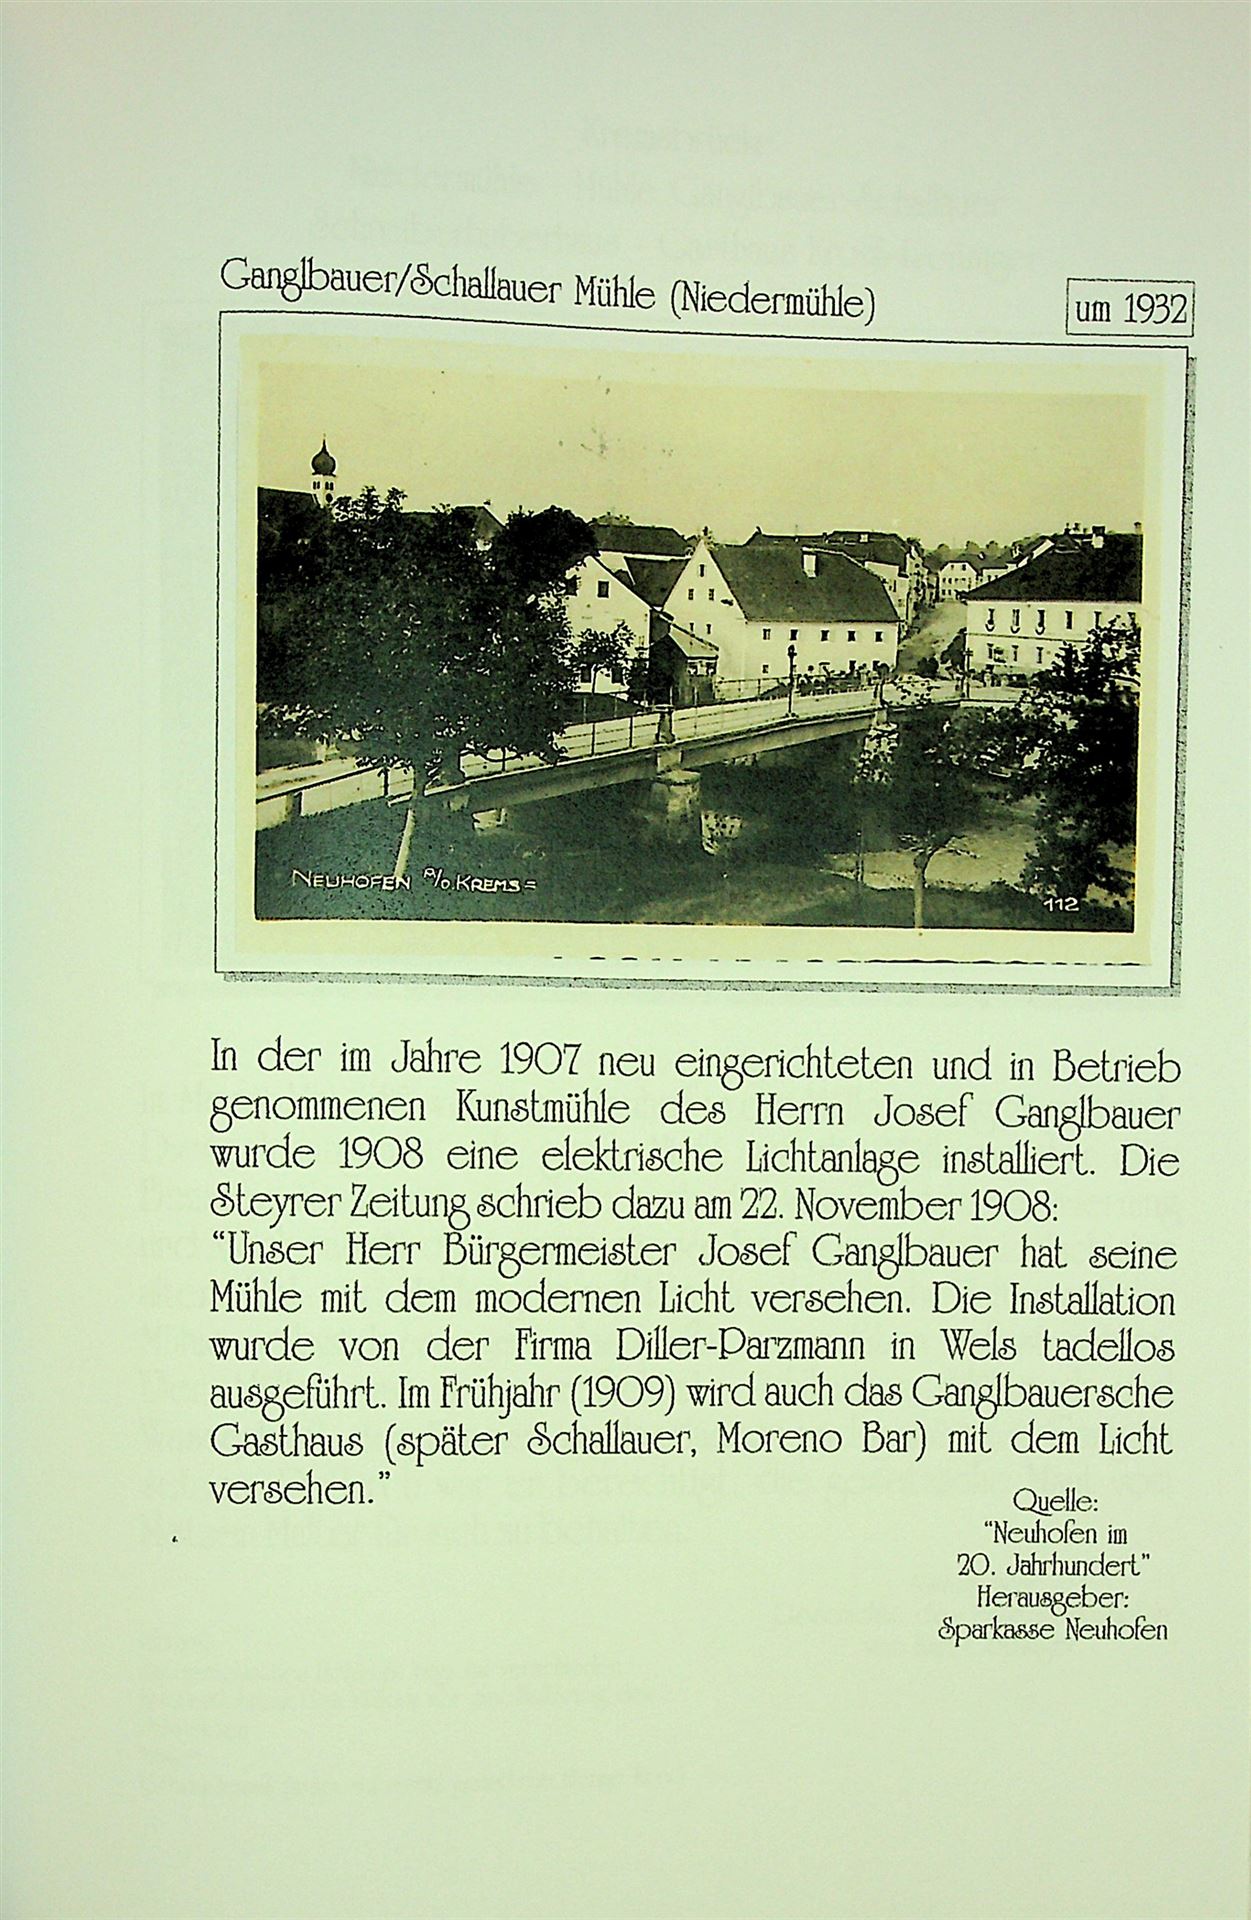 Ganglbauer/Schallauer Mühle (Niedermühle)
um 1932
NEUHOFEN a/d. KREMS =
112
In der im Jahre 1907 neu eingerichteten und in Betrieb
genommenen Kunstmühle des Herrn Josef Ganglbauer
wurde 1908 eine elektrische Lichtanlage installiert. Die
Steyrer Zeitung schrieb dazu am 22. November 1908:
“Unser Herr Bürgermeister Josef Ganglbauer hat seine
Mühle mit dem modernen Licht versehen. Die Installation
wurde von der Firma Diller-Parzmann in Wels tadellos
ausgeführt. Im Frühjahr (1909) wird auch das Ganglbauersche
Gasthaus (später Schallauer, Moreno Bar) mit dem Licht
versehen.”
Quelle:
“Neuhofen im
20. Jahrhundert”
Herausgeber:
Sparkasse Neuhofen